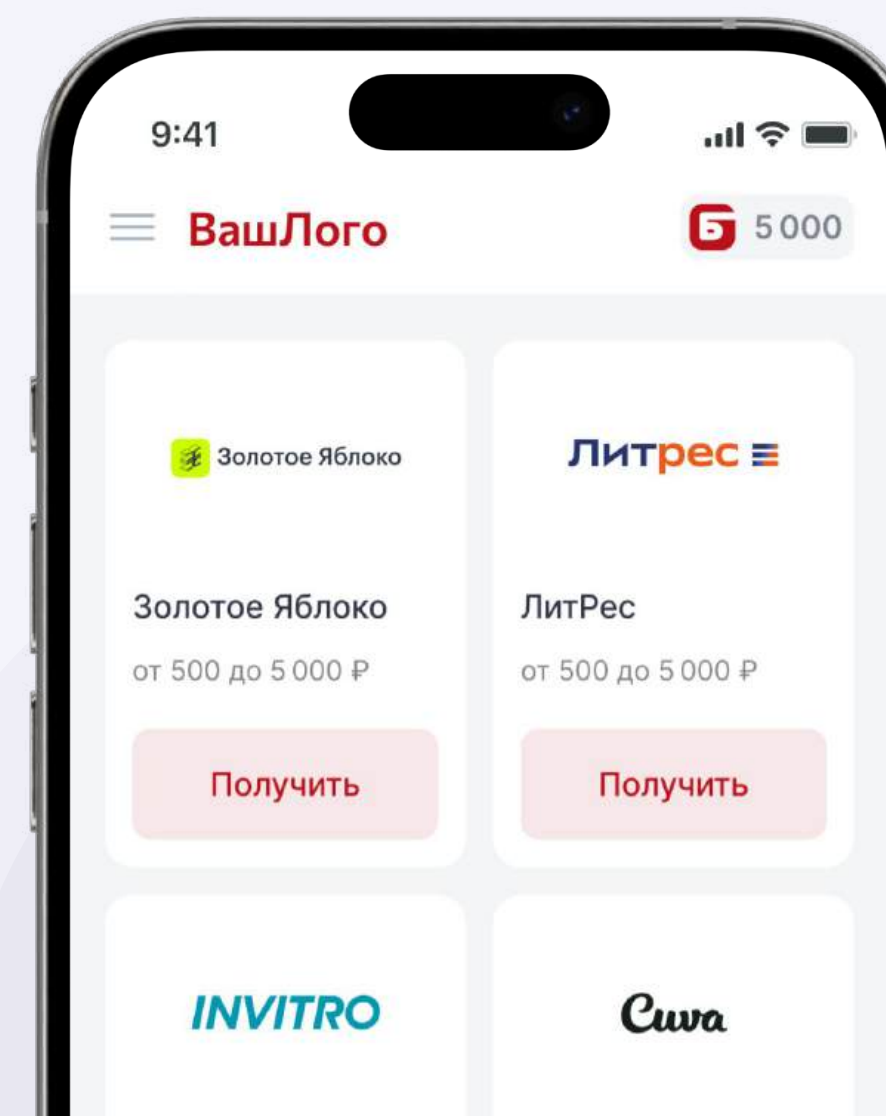 9:41
ВашЛого
Б 5 000
Золотое Яблоко
Литрес
Золотое Яблоко
ЛитРес
от 500 до 5 000 ₽
от 500 до 5 000 ₽
Получить
Получить
INVITRO
Сива